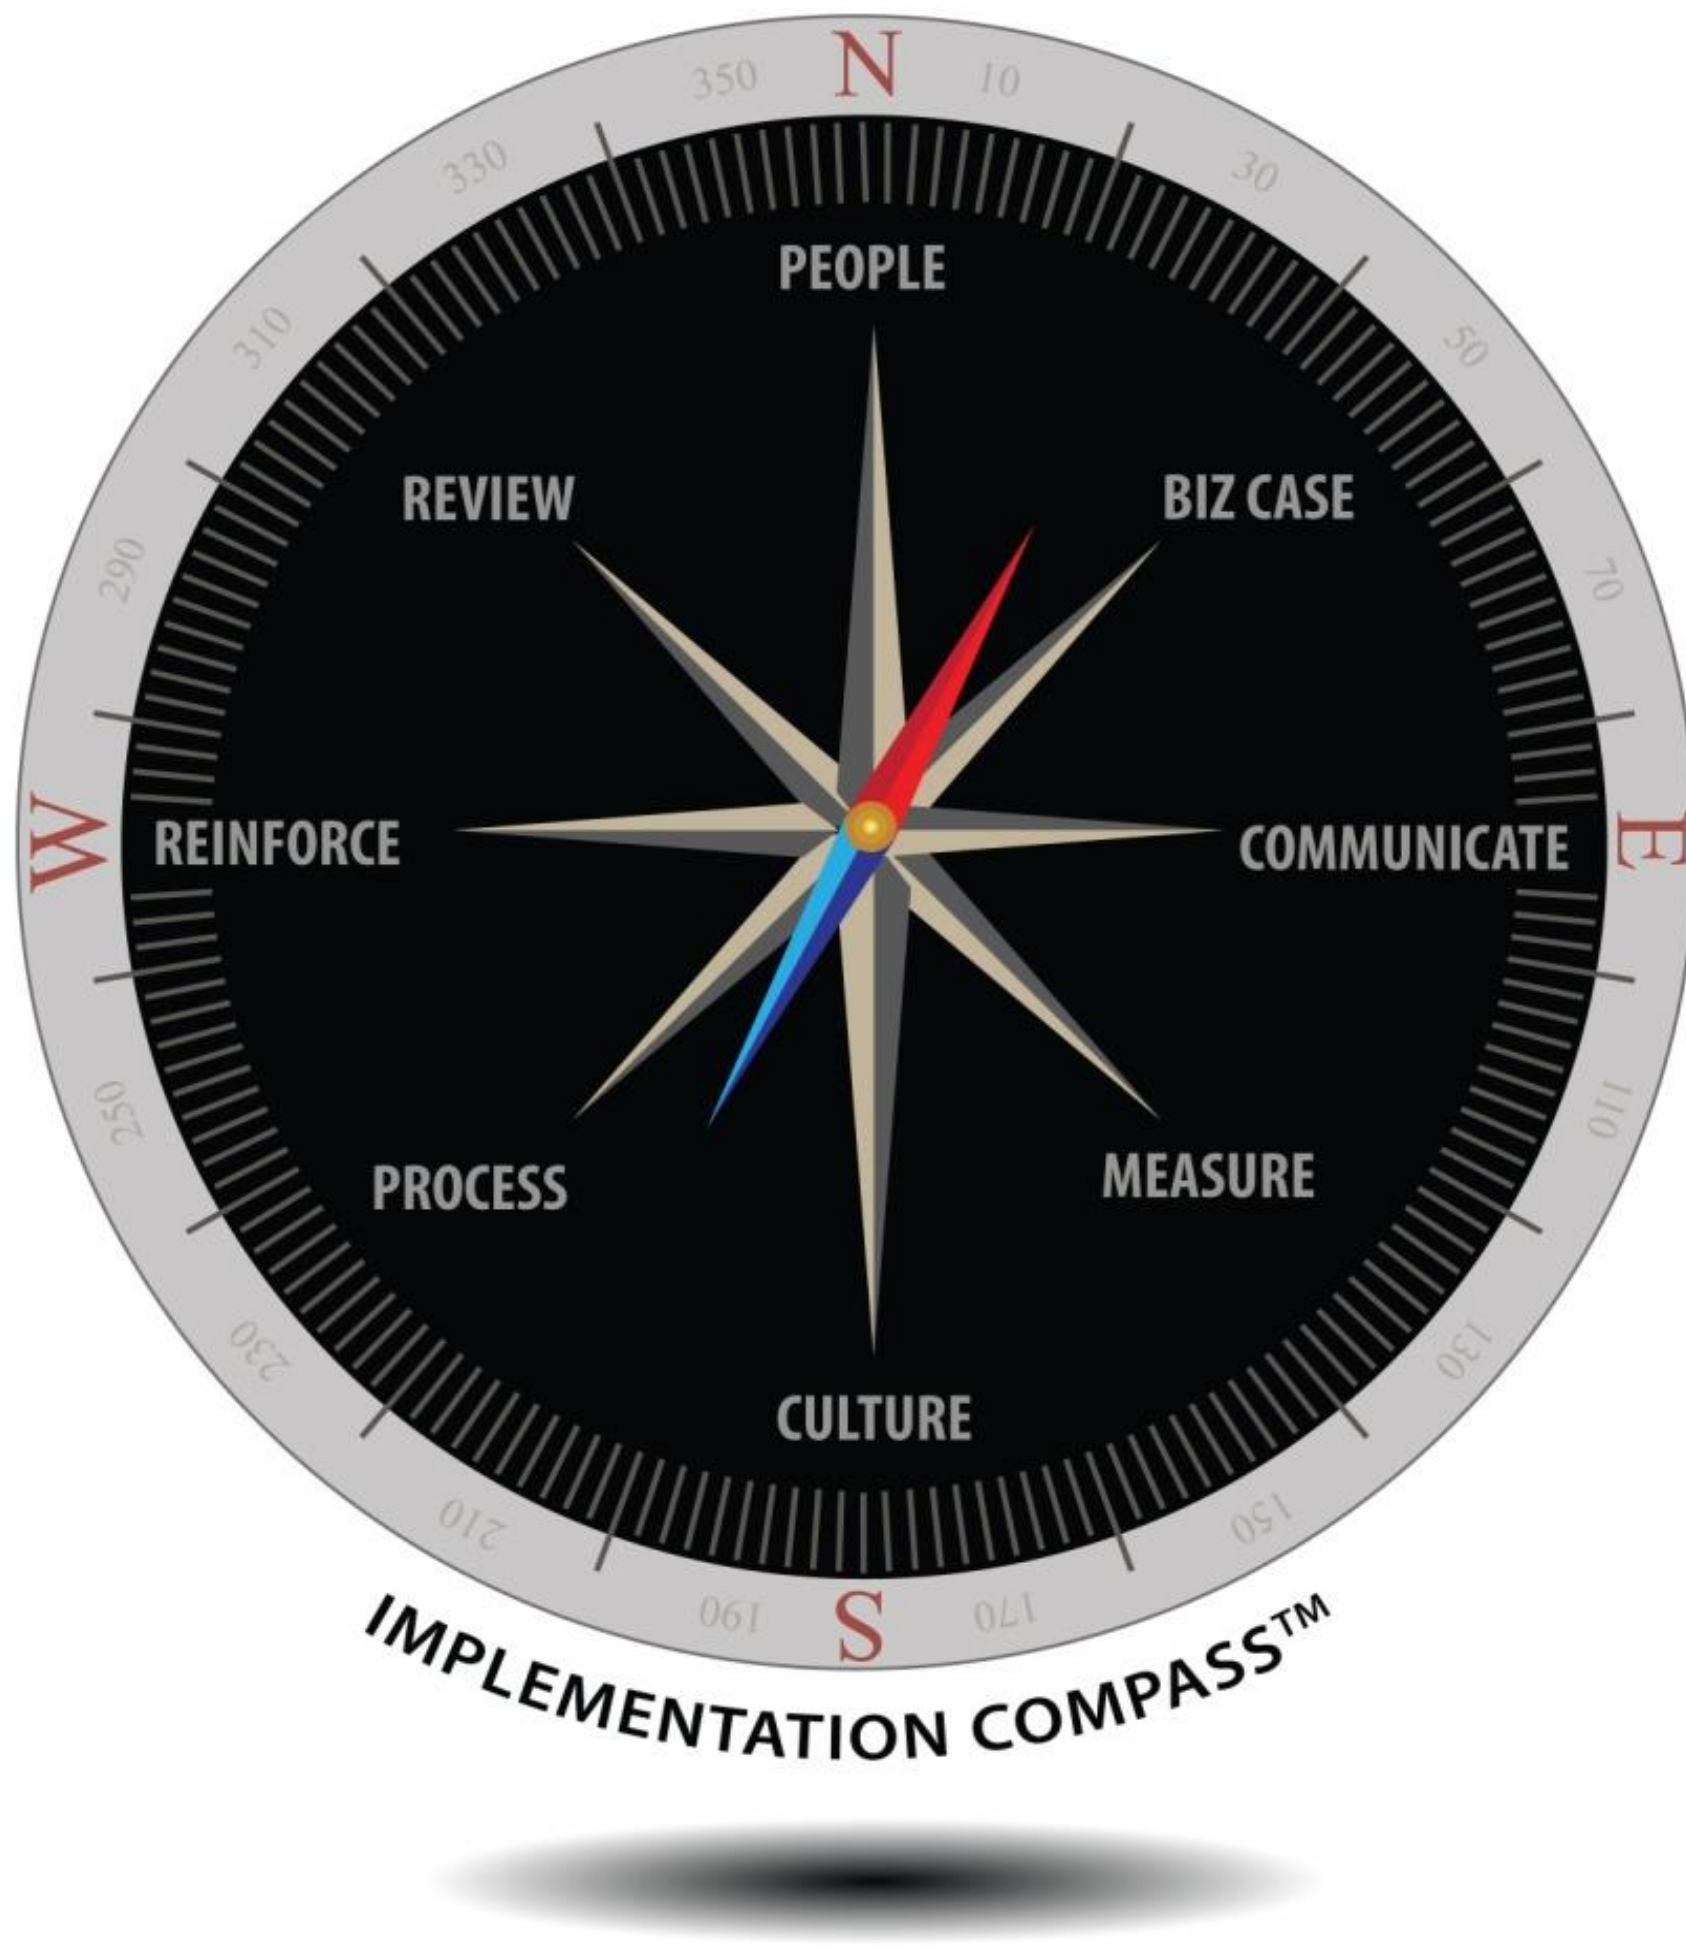 N
10
30
50
70
E
110
130
150
170
S
190
210
230
250
W
290
310
330
350
PEOPLE
BIZ CASE
COMMUNICATE
MEASURE
CULTURE
PROCESS
REINFORCE
REVIEW
IMPLEMENTATION COMPASS™